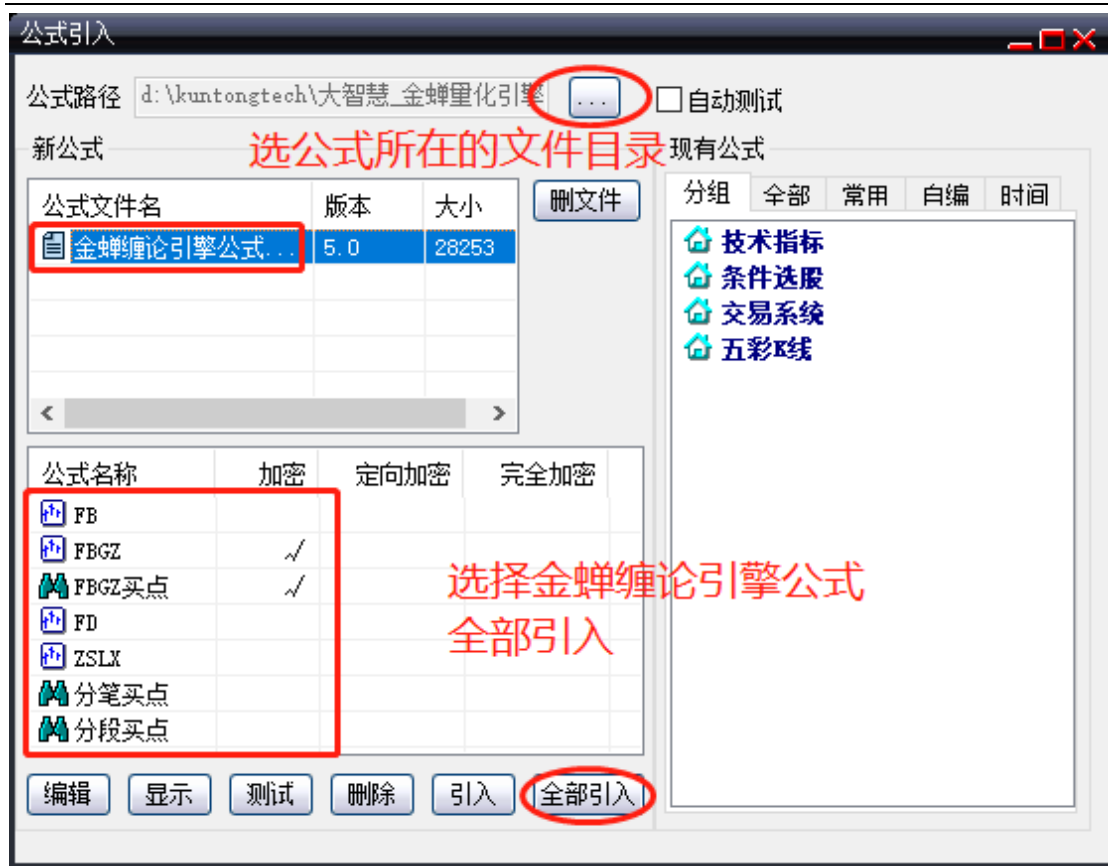 公式引入
公式路径 d:\kuntongtech\大智慧_金蝉量化引擎 ... 自动测试
选公式所在的文件目录
新公式
现有公式
公式文件名 版本 大小
删文件
金蝉缠论引擎公式... 5.0 28253
分组 全部 常用 自编 时间
技术指标
条件选股
交易系统
五彩K线
公式名称 加密 定向加密 完全加密
FB
FBGZ √
FBGZ买点 √
FD
ZSLX
分笔买点
分段买点
选择金蝉缠论引擎公式
全部引入
编辑 显示 测试 删除 引入 全部引入